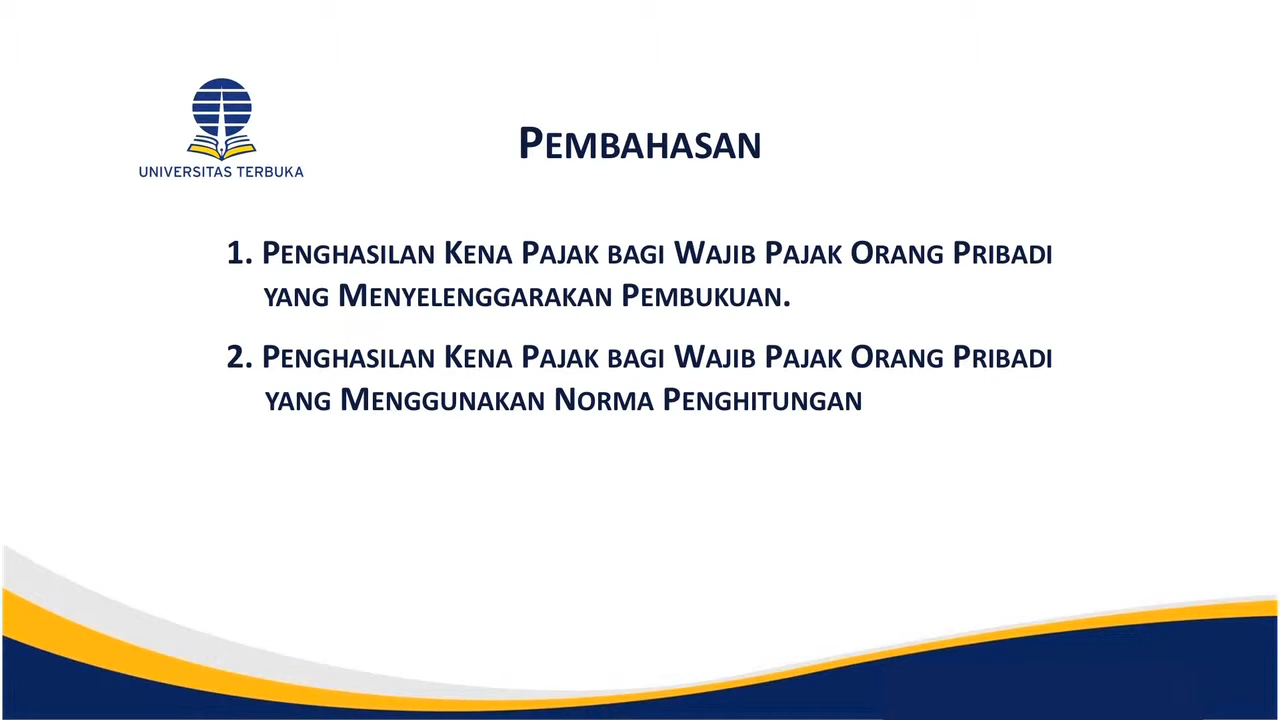 UNIVERSITAS TERBUKA
PEMBAHASAN
1. PENGHASILAN KENA PAJAK BAGI WAJIB PAJAK ORANG PRIBADI
YANG MENYELENGGARAKAN PEMBUKUAN.
2. PENGHASILAN KENA PAJAK BAGI WAJIB PAJAK ORANG PRIBADI
YANG MENGGUNAKAN NORMA PENGHITUNGAN